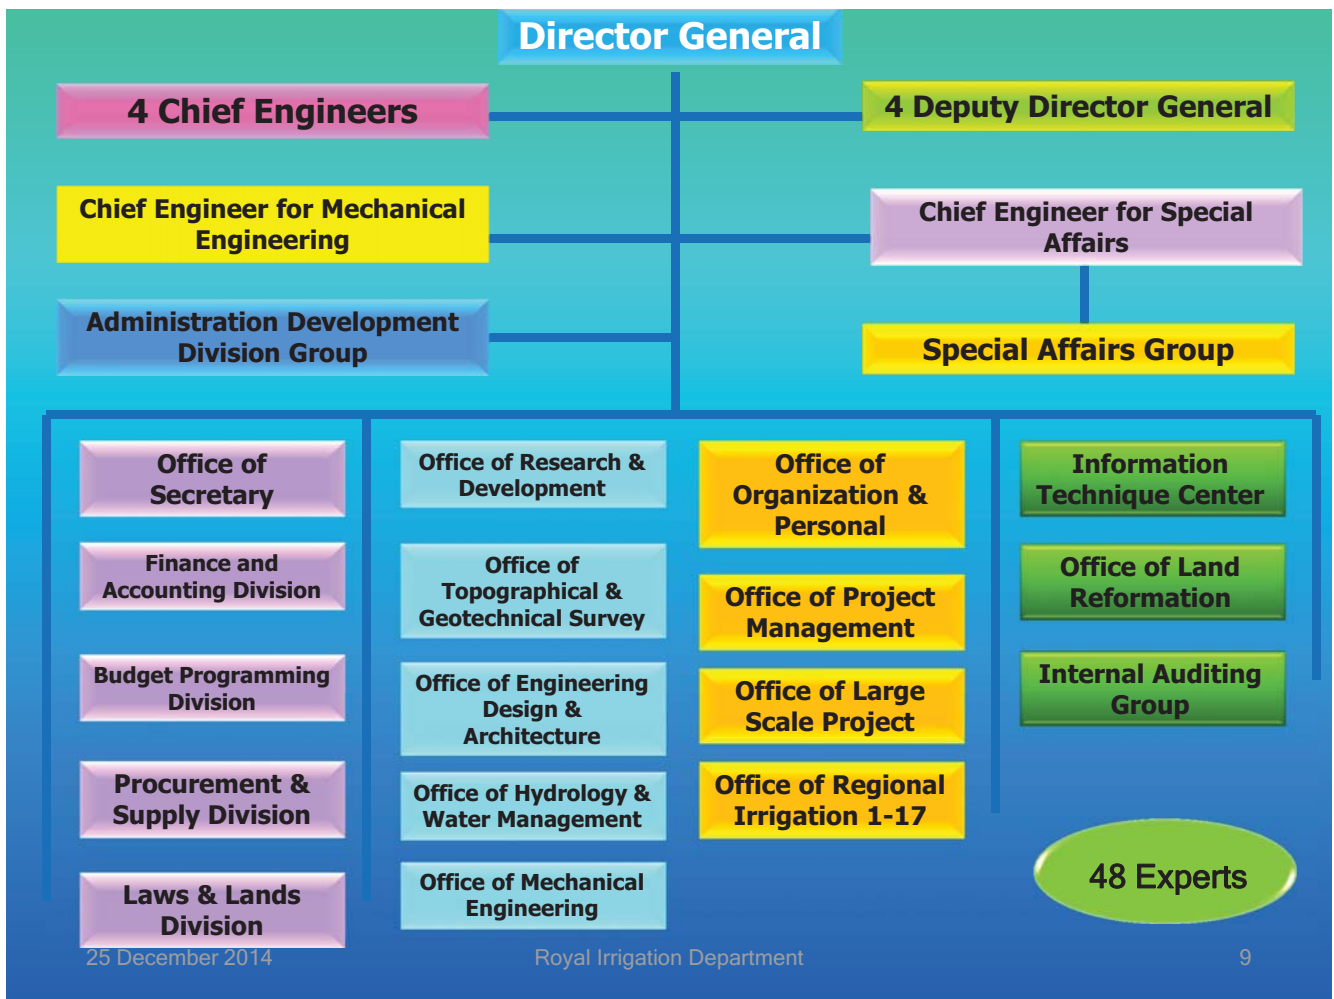 Director General
4 Chief Engineers
4 Deputy Director General
Chief Engineer for Mechanical
Engineering
Chief Engineer for Special
Affairs
Administration Development
Division Group
Special Affairs Group
Office of
Secretary
Finance and
Accounting Division
Budget Programming
Division
Procurement &
Supply Division
Laws & Lands
Division
Office of Research &
Development
Office of
Topographical &
Geotechnical Survey
Office of Engineering
Design &
Architecture
Office of Hydrology &
Water Management
Office of Mechanical
Engineering
Office of
Organization &
Personal
Office of Project
Management
Office of Large
Scale Project
Office of Regional
Irrigation 1-17
Information
Technique Center
Office of Land
Reformation
Internal Auditing
Group
48 Experts
25 December 2014
Royal Irrigation Department
9